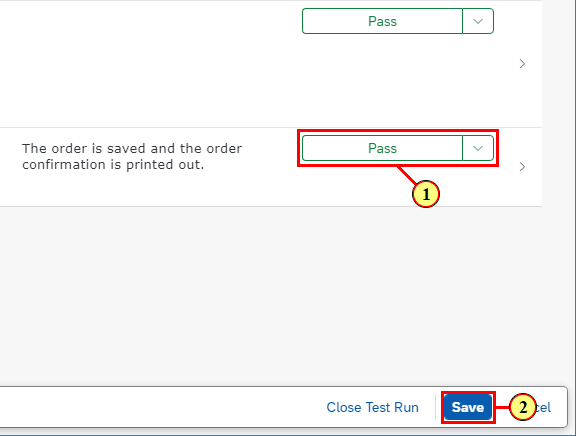 Pass
The order is saved and the order
confirmation is printed out.
Pass
1
Close Test Run
Save
2
cel